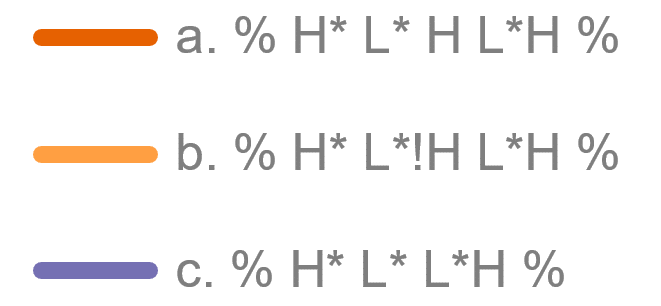 a. % H* L* H L*H %
b. % H* L*!H L*H %
c. % H* L* L*H %